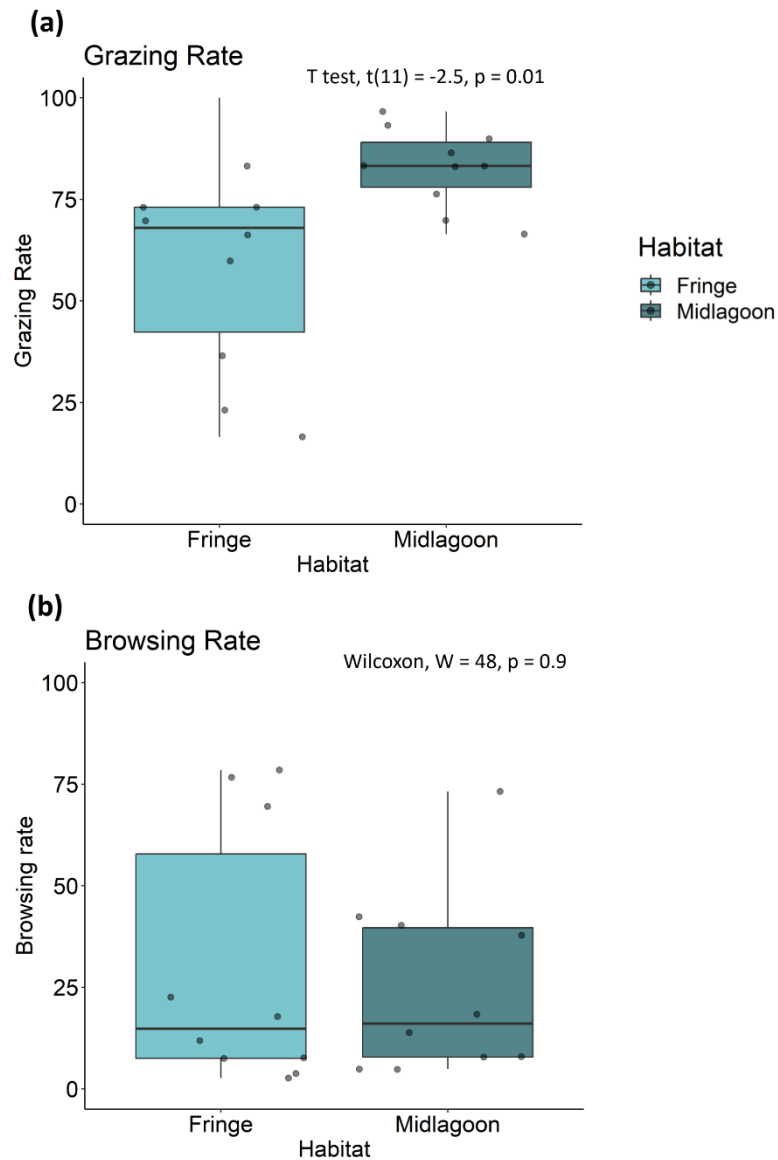 (a)
Grazing Rate
T test, t(11) = -2.5, p = 0.01
100
75
50
25
0
Grazing Rate
Fringe Midlagoon
Habitat
Habitat
Fringe
Midlagoon
(b)
Browsing Rate
Wilcoxon, W = 48, p = 0.9
100
75
50
25
0
Browsing rate
Fringe Midlagoon
Habitat